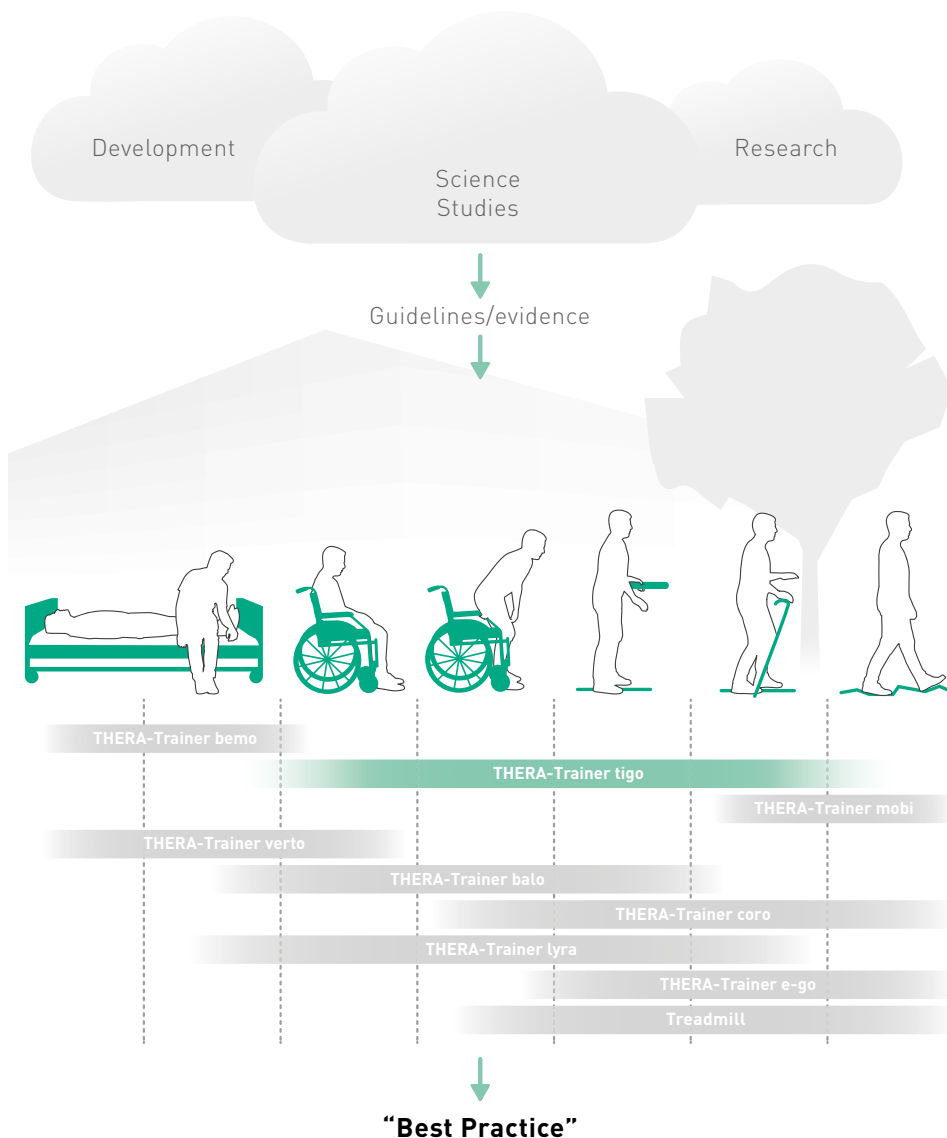 Development
Research
Science
Studies
Guidelines/evidence
THERA-Trainer bemo
THERA-Trainer tigo
THERA-Trainer mobi
THERA-Trainer verto
THERA-Trainer balo
THERA-Trainer coro
THERA-Trainer lyra
THERA-Trainer e-go
Treadmill
“Best Practice”